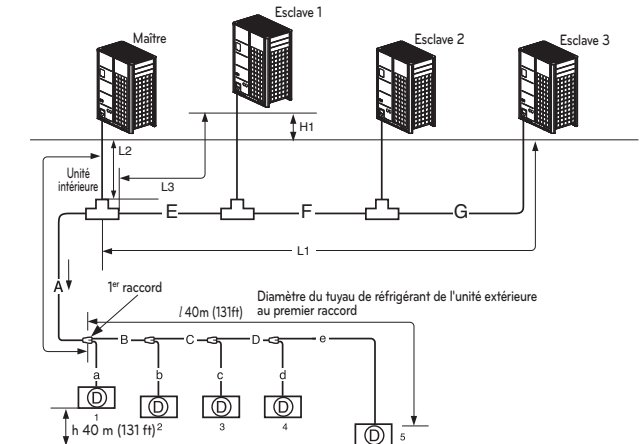 Esclave 1
Maître
Esclave 2
Esclave 3
H1
L2
Unité
intérieure
L3
E
F
G
L1
A
1er raccord
Diamètre du tuyau de réfrigérant de l'unité extérieure
au premier raccord
l 40m (131ft)
B
C
D
e
a
b
c
d
D
D
D
D
1
2
3
4
h 40 m (131 ft)
D
5